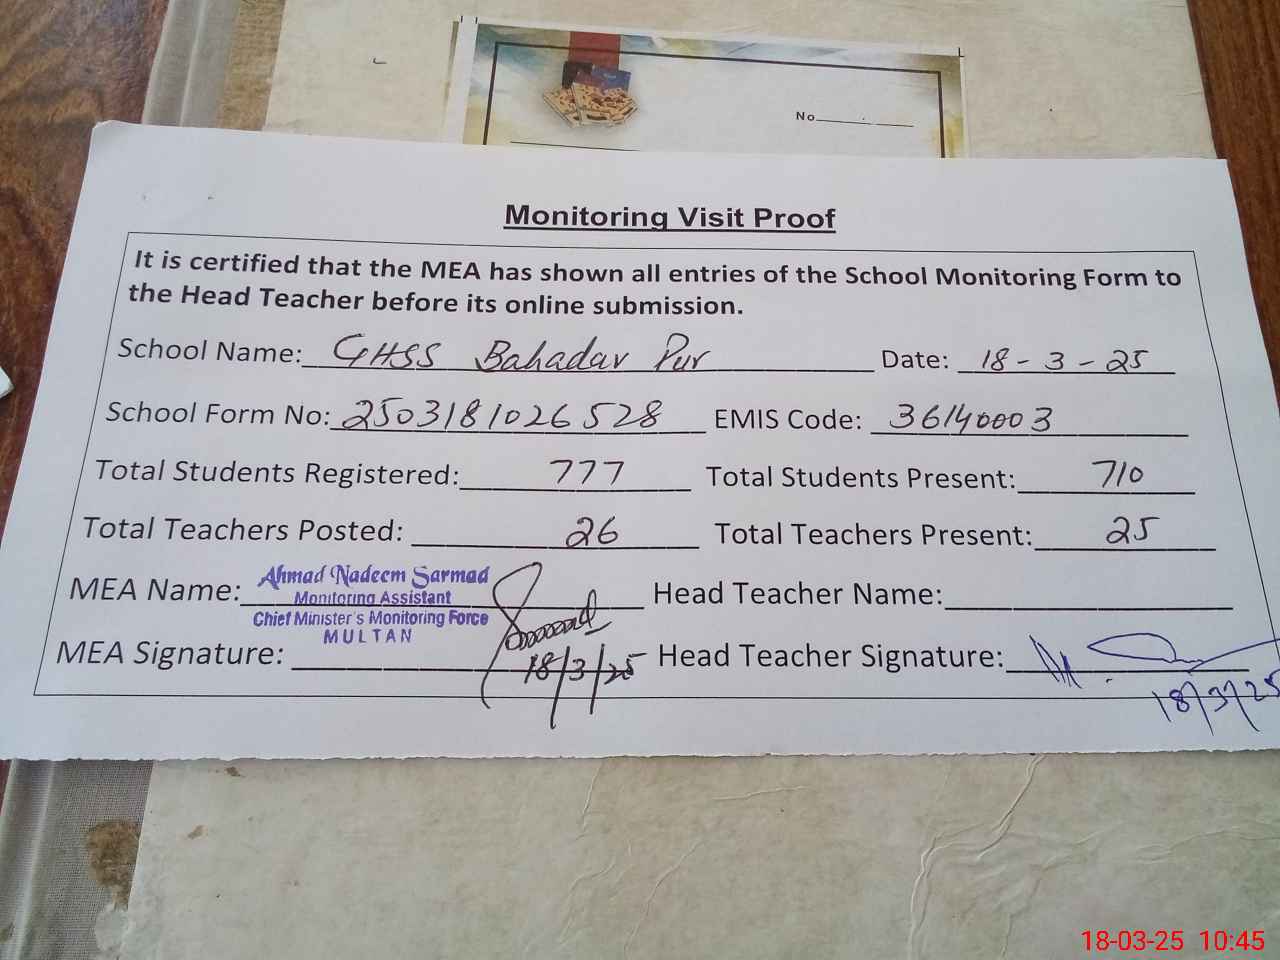 No
Monitoring Visit Proof
It is certified that the MEA has shown all entries of the School Monitoring Form to
the Head Teacher before its online submission.
School Name: GHSS Bahadar Pur Date: 18-3-25
School Form No: 2503181026528 EMIS Code: 36140003
Total Students Registered: 777 Total Students Present: 710
Total Teachers Posted: 26 Total Teachers Present: 25
MEA Name: Ahmad Nadeem Sarmad Head Teacher Name:
Monitoring Assistant
Chief Minister's Monitoring Force
MULTAN
MEA Signature: 18/3/25 Head Teacher Signature:
18/3/25
18-03-25 10:45